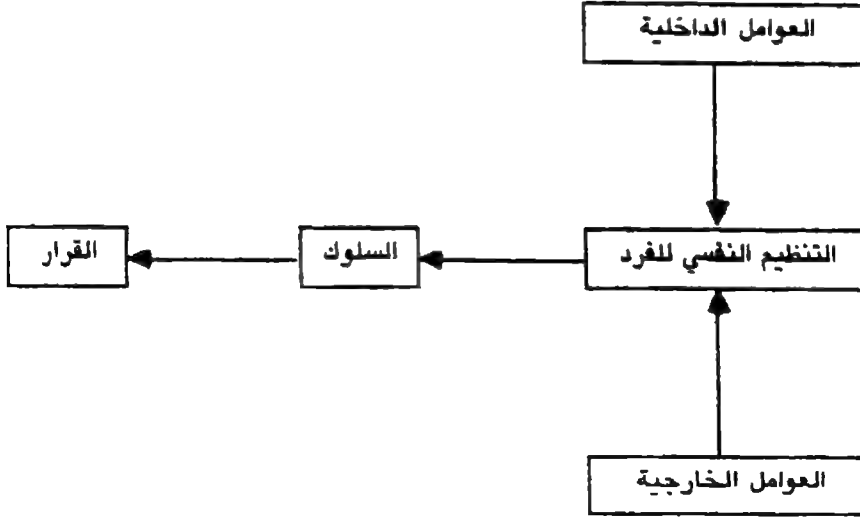 العوامل الداخلية
التنظيم النفسي للفرد
السلوك
القرار
العوامل الخارجية